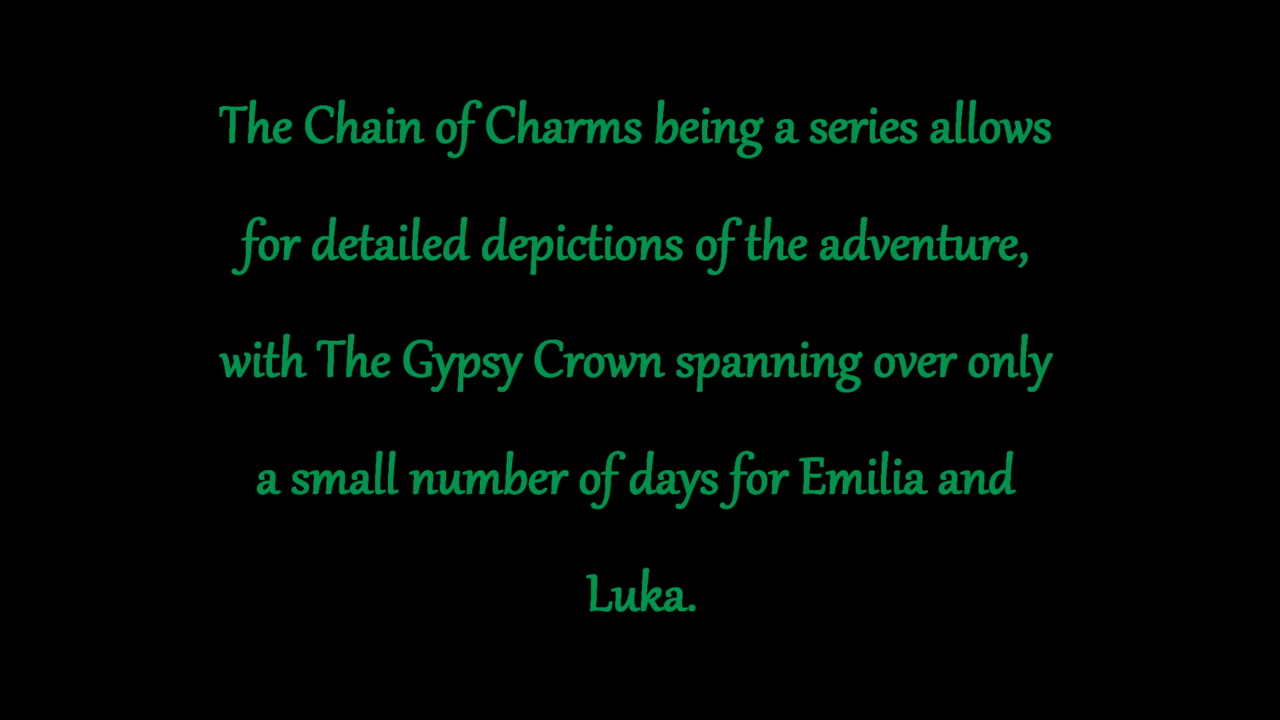 The Chain of Charms being a series allows
for detailed depictions of the adventure,
with The Gypsy Crown spanning over only
a small number of days for Emilia and
Luka.